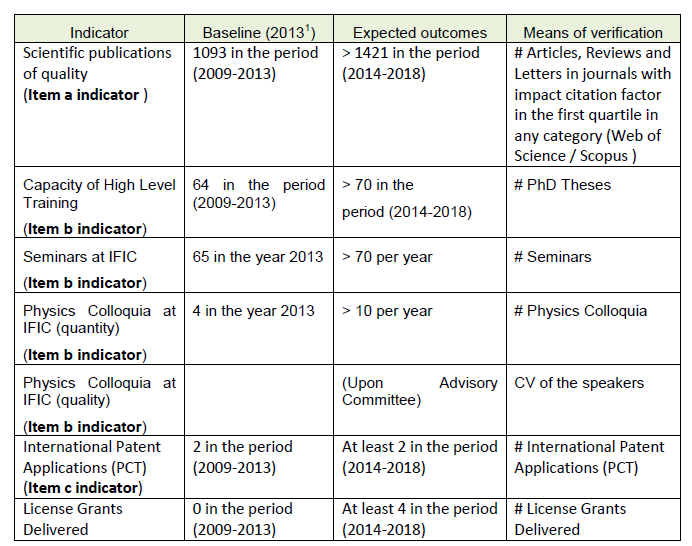 Indicator Baseline (2013¹) Expected outcomes Means of verification
Scientific publications
of quality
(Item a indicator )
1093 in the period
(2009-2013)
> 1421 in the period
(2014-2018)
# Articles, Reviews and
Letters in journals with
impact citation factor
in the first quartile in
any category (Web of
Science / Scopus )
Capacity of High Level
Training
(Item b indicator)
64 in the period
(2009-2013)
> 70 in the
period (2014-2018)
# PhD Theses
Seminars at IFIC
(Item b indicator)
65 in the year 2013
> 70 per year
# Seminars
Physics Colloquia at
IFIC (quantity)
(Item b indicator)
4 in the year 2013
> 10 per year
# Physics Colloquia
Physics Colloquia at
IFIC (quality)
(Item b indicator)
(Upon Advisory
Committee)
CV of the speakers
International Patent
Applications (PCT)
(Item c indicator)
2 in the period
(2009-2013)
At least 2 in the period
(2014-2018)
# International Patent
Applications (PCT)
License Grants
Delivered
0 in the period
(2009-2013)
At least 4 in the period
(2014-2018)
# License Grants
Delivered